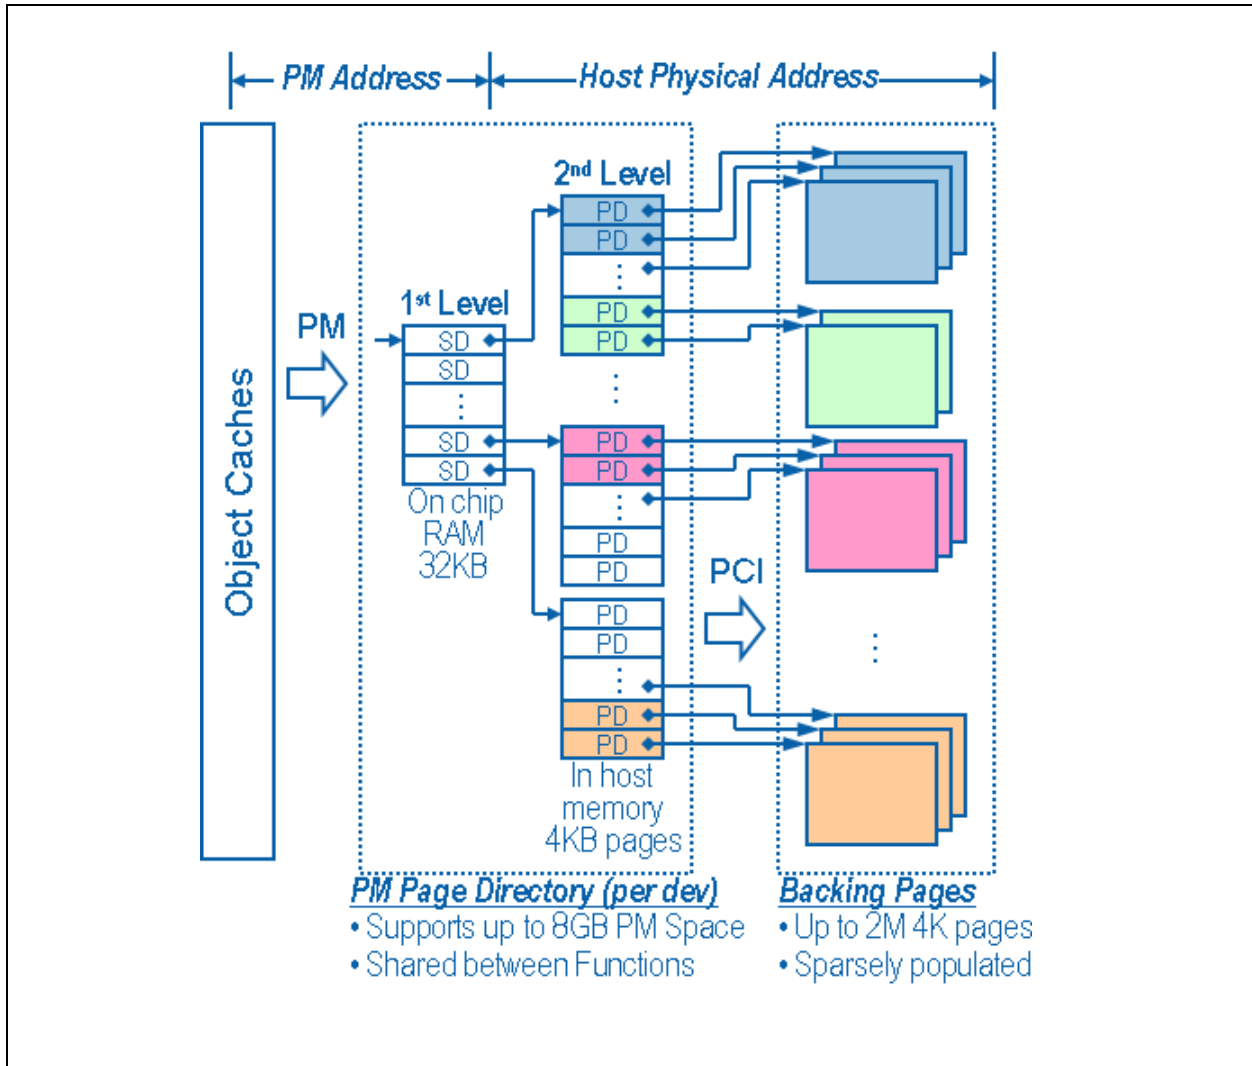 PM Address
Host Physical Address
Object Caches
PM
1st Level
SD
SD
⋮
SD
SD
On chip
RAM
32KB
2nd Level
PD
PD
⋮
PD
PD
⋮
PD
PD
⋮
PD
PD
PD
PD
⋮
PD
PD
In host
memory
4KB pages
PCI
⋮
PM Page Directory (per dev)
• Supports up to 8GB PM Space
• Shared between Functions
Backing Pages
• Up to 2M 4K pages
• Sparsely populated